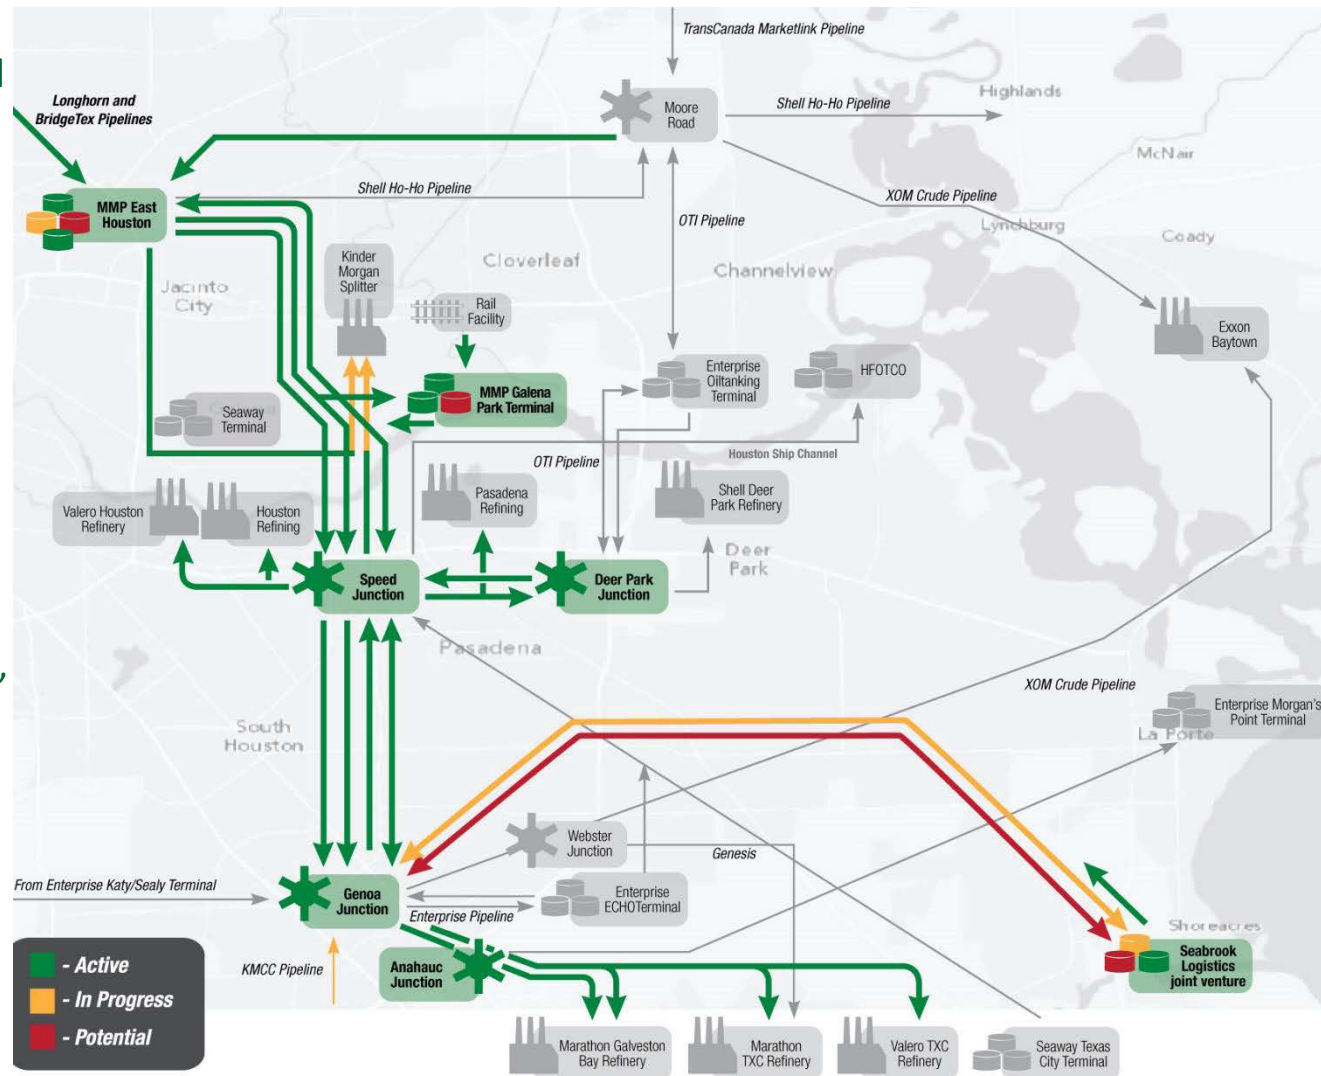 TransCanada Marketlink Pipeline
Longhorn and
BridgeTex Pipelines
Moore
Road
Shell Ho-Ho Pipeline
Highlands
McNair
Shell Ho-Ho Pipeline
XOM Crude Pipeline
MMP East
Houston
OTI Pipeline
Lynchburg
Coady
Kinder
Morgan
Splitter
Cloverleaf
Channelview
Jacinto
City
Rail
Facility
Exxon
Baytown
Enterprise
Oiltanking
Terminal
HFOTCO
MMP Galena
Park Terminal
Seaway
Terminal
Houston Ship Channel
OTI Pipeline
Valero Houston
Refinery
Houston
Refining
Pasadena
Refining
Shell Deer
Park Refinery
Deer
Park
Speed
Junction
Deer Park
Junction
Pasadena
,
XOM Crude Pipeline
Enterprise Morgan's
Point Terminal
La Porte
South
Houston
Webster
Junction
Genesis
From Enterprise Katy/Sealy Terminal
Genoa
Junction
Enterprise
ECHOTerminal
Enterprise Pipeline
Shoreacres
Seabrook
Logistics
joint venture
KMCC Pipeline
Anahauc
Junction
- Active
- In Progress
- Potential
Marathon Galveston
Bay Refinery
Marathon
TXC Refinery
Valero TXC
Refinery
Seaway Texas
City Terminal